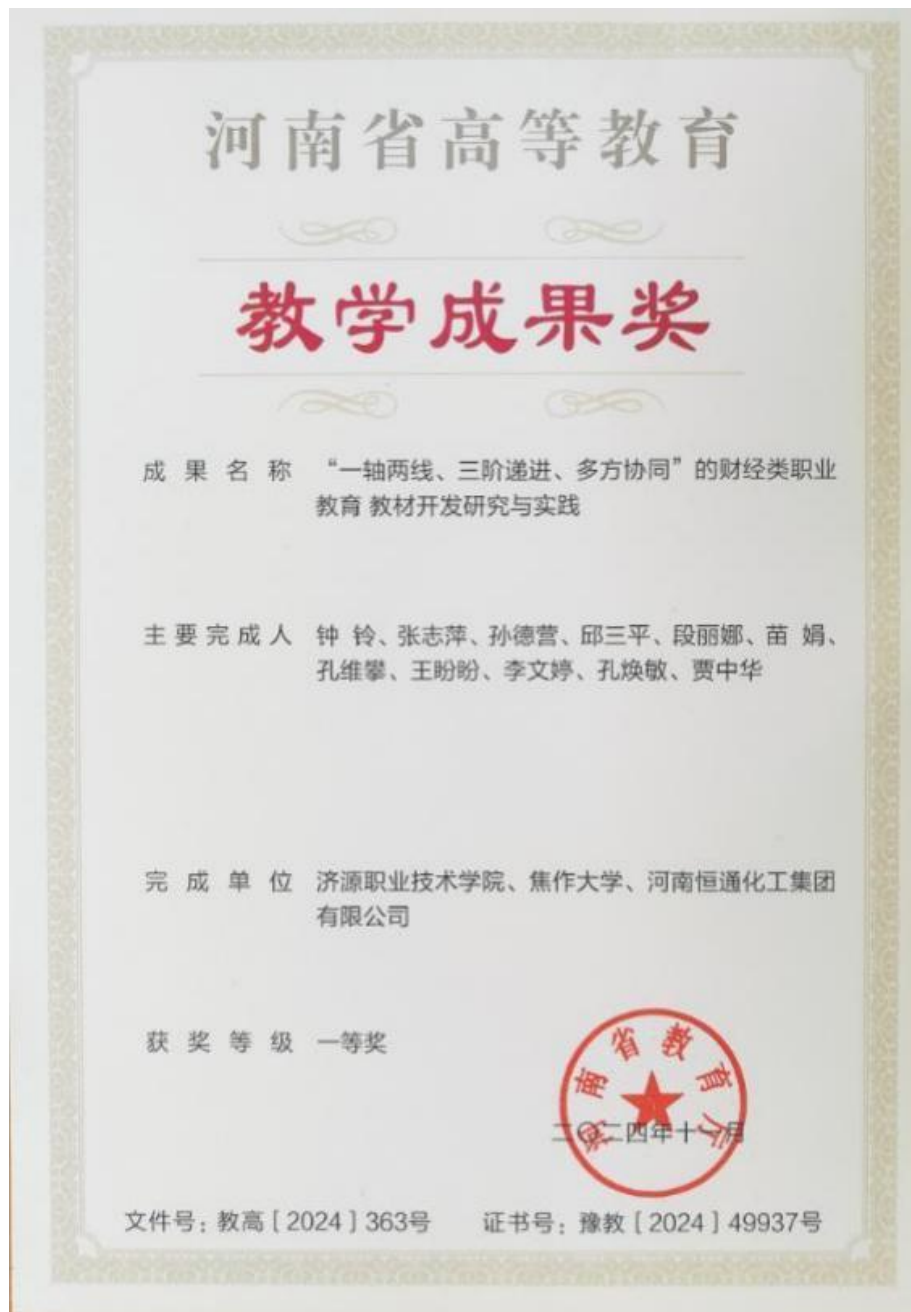 河南省高等教育
教学成果奖
成果名称 “一轴两线、三阶递进、多方协同”的财经类职业
教育 教材开发研究与实践
主要完成人 钟 铃、张志萍、孙德营、邱三平、段丽娜、苗 娟、
孔维攀、王盼盼、李文婷、孔焕敏、贾中华
完成单位 济源职业技术学院、焦作大学、河南恒通化工集团
有限公司
获奖等级 一等奖
河南省教育厅
二〇二四年十一月
文件号：教高［2024］363号 证书号：豫教［2024］49937号